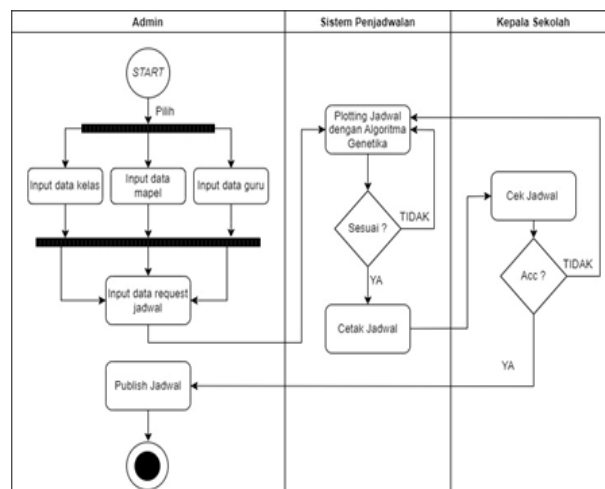 Admin
Sistem Penjadwalan
Kepala Sekolah
START
Pilih
Input data kelas
Input data
mapel
Input data guru
Input data request
jadwal
Plotting Jadwal
dengan Algoritma
Genetika
Sesuai ?
TIDAK
YA
Cetak Jadwal
Cek Jadwal
Acc ?
TIDAK
YA
Publish Jadwal